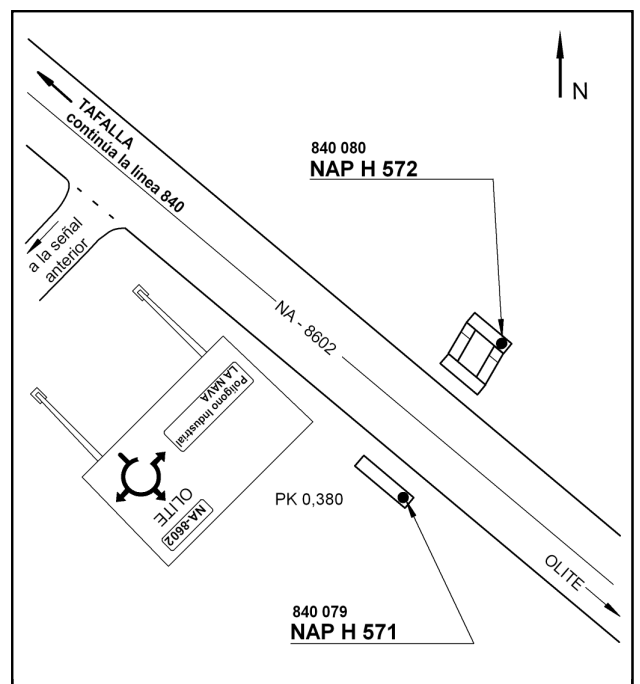 N
TAFALLA
continúa la línea 840
840 080
NAP H 572
a la señal
anterior
NA - 8602
Polígono Industrial
LA NAVA
OLITE
NA-8602
PK 0,380
OLITE
840 079
NAP H 571